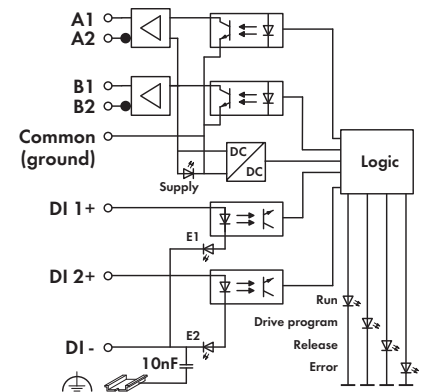 A1
A2
B1
B2
Common
(ground)
DC
DC
Logic
Supply
DI 1+
E1
DI 2+
Run
Drive program
E2
Release
DI -
10nF
Error